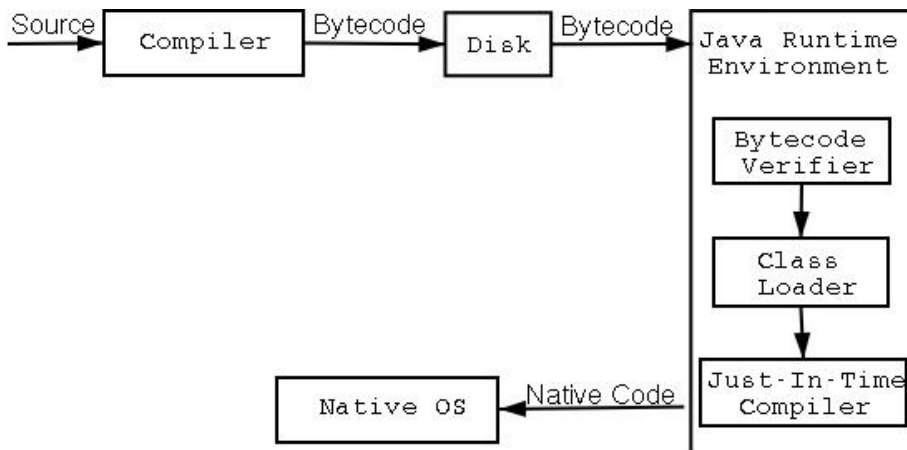 Source
Compiler
Bytecode
Disk
Bytecode
Java Runtime
Environment
Bytecode
Verifier
Class
Loader
Just-In-Time
Compiler
Native Code
Native OS